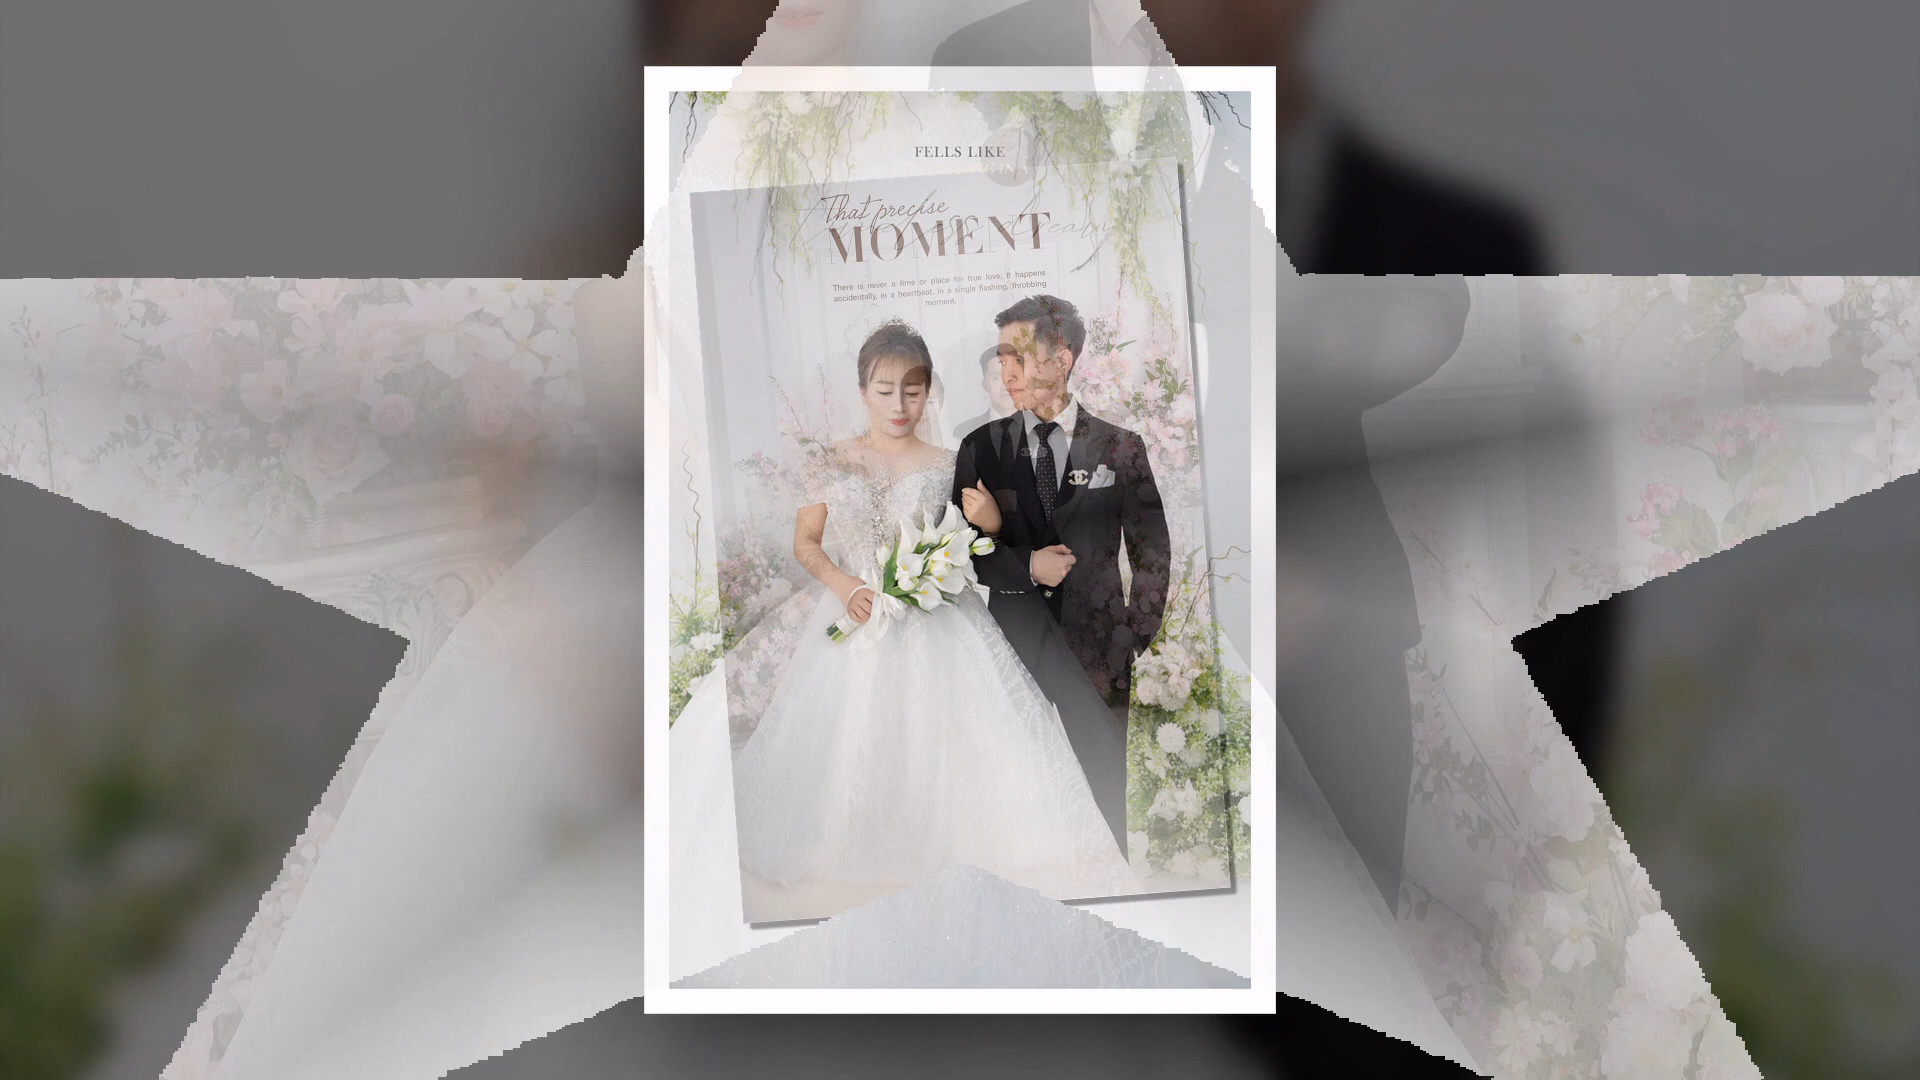 FELLS LIKE
That precise
MOMENT
There is never a time or place for true love. It happens
accidentally, in a heartbeat, in a single flashing, throbbing
moment.